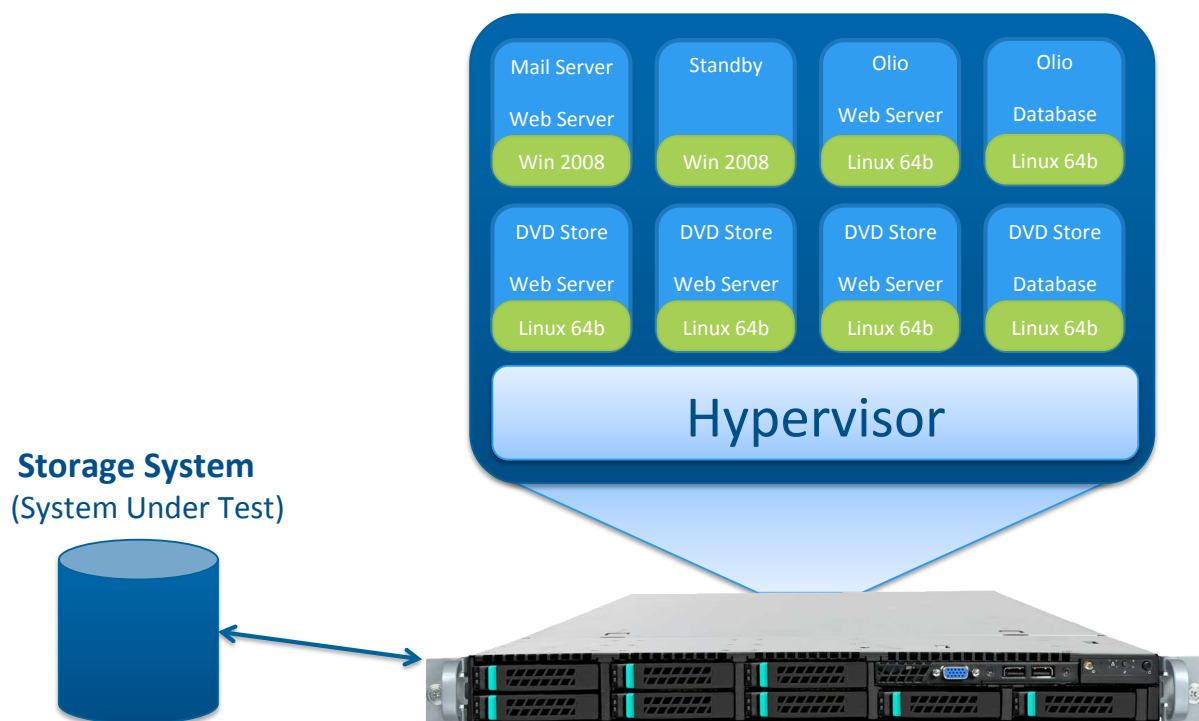 Mail Server
Web Server
Win 2008
Standby
Win 2008
Olio
Web Server
Linux 64b
Olio
Database
Linux 64b
DVD Store
Web Server
Linux 64b
DVD Store
Web Server
Linux 64b
DVD Store
Web Server
Linux 64b
DVD Store
Database
Linux 64b
Hypervisor
Storage System
(System Under Test)